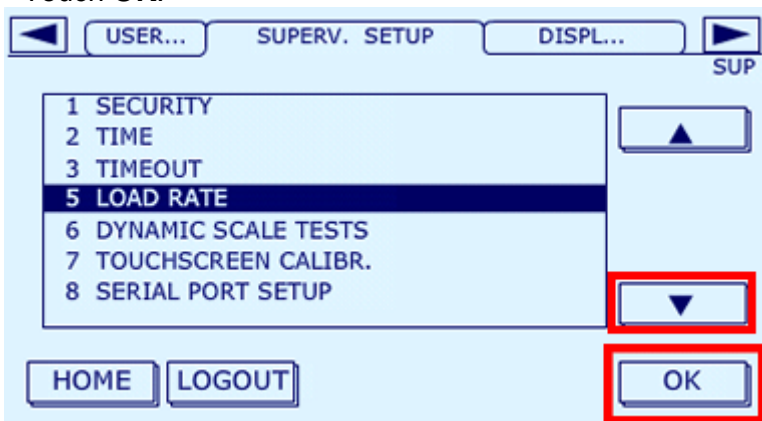 Touch OK.
USER... SUPERV. SETUP DISPL...
SUP
1 SECURITY
2 TIME
3 TIMEOUT
5 LOAD RATE
6 DYNAMIC SCALE TESTS
7 TOUCHSCREEN CALIBR.
8 SERIAL PORT SETUP
HOME LOGOUT OK